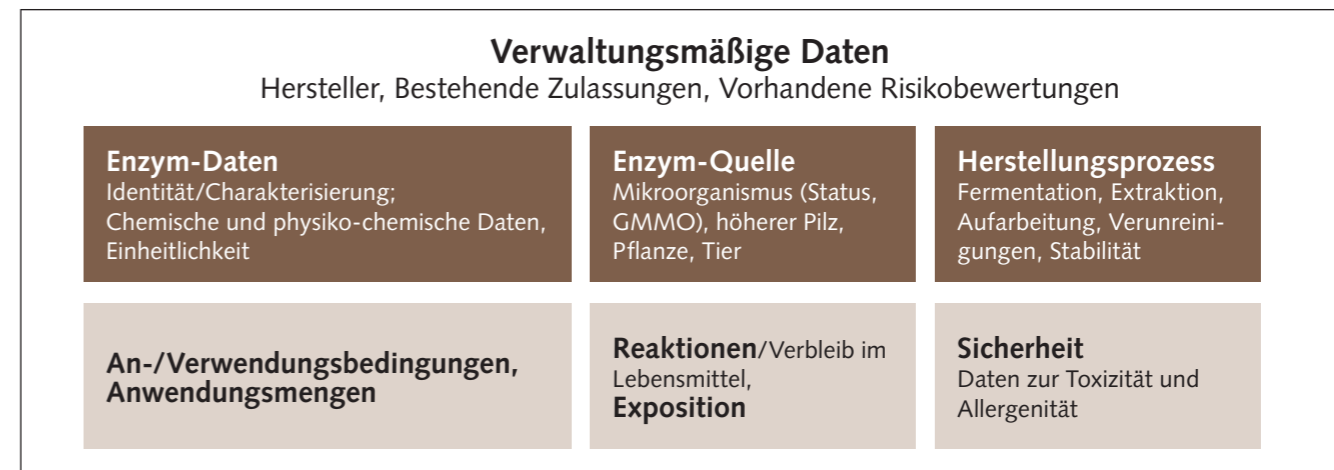 Verwaltungsmäßige Daten
Hersteller, Bestehende Zulassungen, Vorhandene Risikobewertungen
Enzym-Daten
Identität/Charakterisierung;
Chemische und physiko-chemische Daten,
Einheitlichkeit
Enzym-Quelle
Mikroorganismus (Status,
GMMO), höherer Pilz,
Pflanze, Tier
Herstellungsprozess
Fermentation, Extraktion,
Aufarbeitung, Verunreini-
gungen, Stabilität
An-/Verwendungsbedingungen,
Anwendungsmengen
Reaktionen/Verbleib im
Lebensmittel,
Exposition
Sicherheit
Daten zur Toxizität und
Allergenität